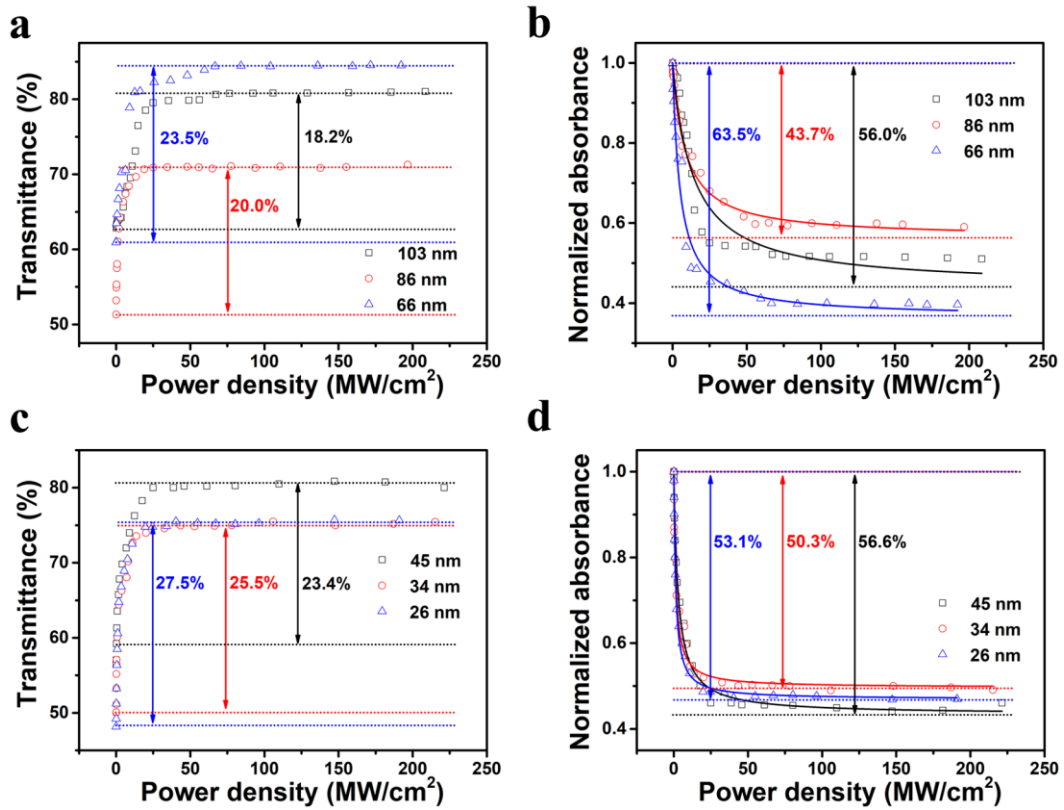 a
Transmittance (%)
80
70
60
50
23.5%
18.2%
20.0%
103 nm
86 nm
66 nm
0 50 100 150 200 250
Power density (MW/cm²)
b
Normalized absorbance
1.0
0.8
0.6
0.4
63.5%
43.7%
56.0%
103 nm
86 nm
66 nm
0 50 100 150 200 250
Power density (MW/cm²)
c
Transmittance (%)
80
70
60
50
27.5%
25.5%
23.4%
45 nm
34 nm
26 nm
0 50 100 150 200 250
Power density (MW/cm²)
d
Normalized absorbance
1.0
0.8
0.6
0.4
53.1%
50.3%
56.6%
45 nm
34 nm
26 nm
0 50 100 150 200 250
Power density (MW/cm²)